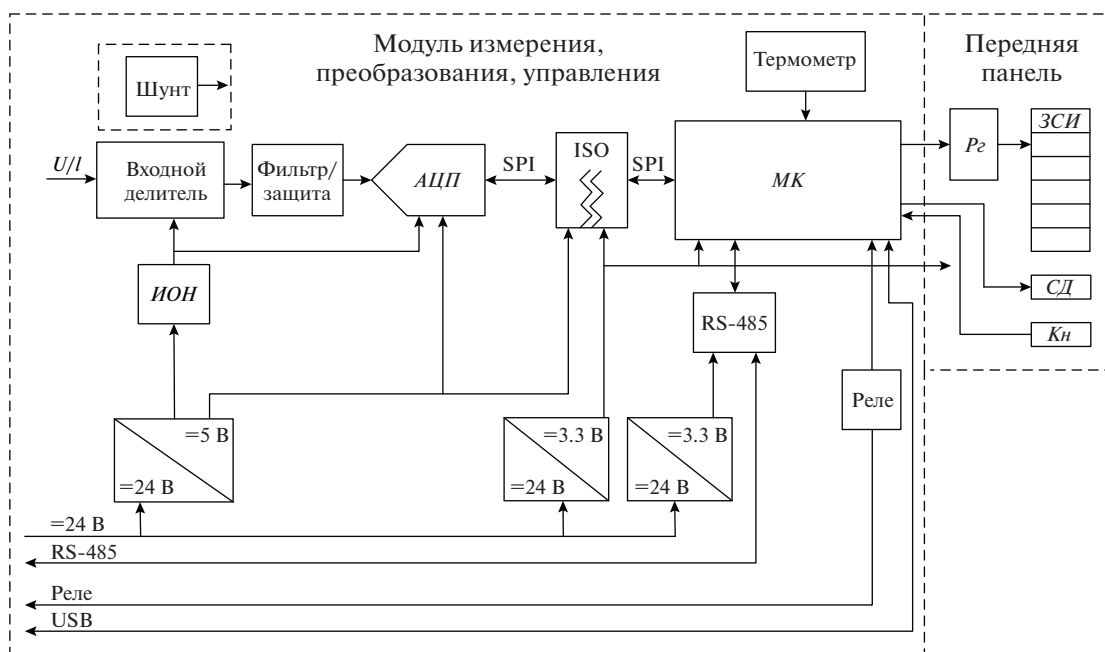 Модуль измерения,
преобразования, управления
Передняя
панель
Шунт
Термометр
U/I
Входной
делитель
Фильтр/
защита
АЦП
SPI
ISO
SPI
МК
Рг
ЗСИ
ИОН
RS-485
СД
Кн
Реле
=5 В
=24 В
=3.3 В
=24 В
=3.3 В
=24 В
=24 В
RS-485
Реле
USB